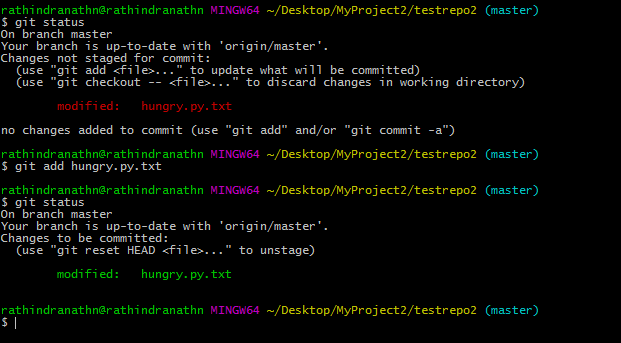 rathindranathn@rathindranathn MINGW64 ~/Desktop/MyProject2/testrepo2 (master)
$ git status
On branch master
Your branch is up-to-date with 'origin/master'.
Changes not staged for commit:
  (use "git add <file>..." to update what will be committed)
  (use "git checkout -- <file>..." to discard changes in working directory)

        modified:   hungry.py.txt

no changes added to commit (use "git add" and/or "git commit -a")

rathindranathn@rathindranathn MINGW64 ~/Desktop/MyProject2/testrepo2 (master)
$ git add hungry.py.txt

rathindranathn@rathindranathn MINGW64 ~/Desktop/MyProject2/testrepo2 (master)
$ git status
On branch master
Your branch is up-to-date with 'origin/master'.
Changes to be committed:
  (use "git reset HEAD <file>..." to unstage)

        modified:   hungry.py.txt


rathindranathn@rathindranathn MINGW64 ~/Desktop/MyProject2/testrepo2 (master)
$